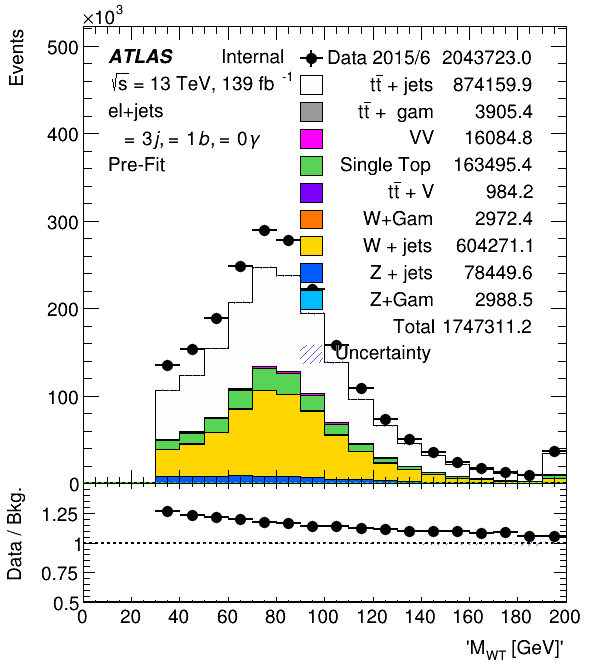 ×10³
Events
500
400
300
200
100
0
ATLAS Internal
√s = 13 TeV, 139 fb⁻¹
el+jets
= 3j, = 1b, = 0γ
Pre-Fit
Data 2015/6 2043723.0
tt̄ + jets 874159.9
tt̄ + gam 3905.4
VV 16084.8
Single Top 163495.4
tt̄ + V 984.2
W+Gam 2972.4
W + jets 604271.1
Z + jets 78449.6
Z+Gam 2988.5
Total 1747311.2
Uncertainty
Data / Bkg.
1.25
1
0.75
0.5
0 20 40 60 80 100 120 140 160 180 200
'M_WT [GeV]'